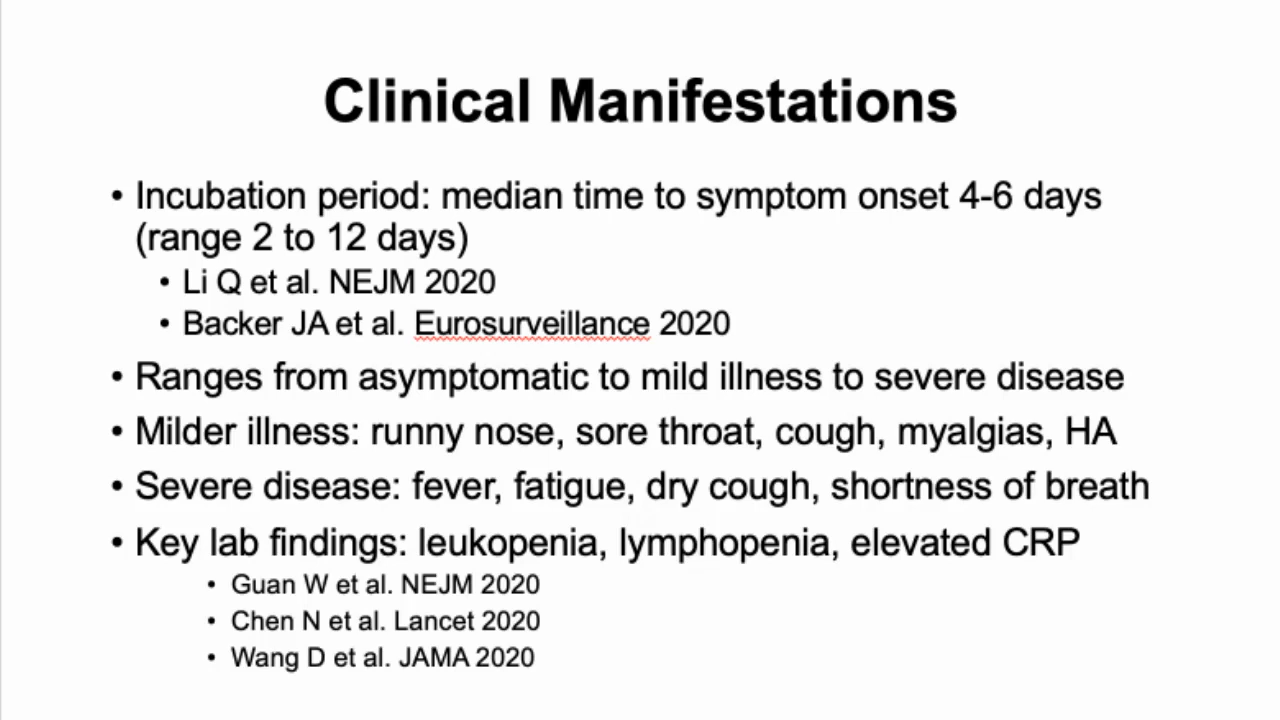 Clinical Manifestations
• Incubation period: median time to symptom onset 4-6 days
(range 2 to 12 days)
• Li Q et al. NEJM 2020
• Backer JA et al. Eurosurveillance 2020
• Ranges from asymptomatic to mild illness to severe disease
• Milder illness: runny nose, sore throat, cough, myalgias, HA
• Severe disease: fever, fatigue, dry cough, shortness of breath
• Key lab findings: leukopenia, lymphopenia, elevated CRP
• Guan W et al. NEJM 2020
• Chen N et al. Lancet 2020
• Wang D et al. JAMA 2020